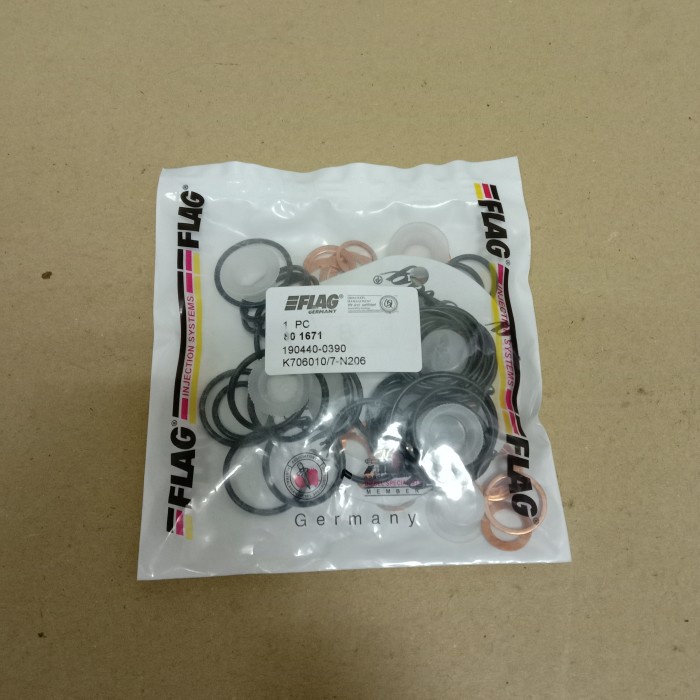 FLAG®
INJECTION SYSTEMS
FLAG®
FLAG®
INJECTION SYSTEMS
FLAG®
FLAG
GERMANY
1 PC
80 1671
190440-0390
K706010/7-N206
MEMBER
Germany